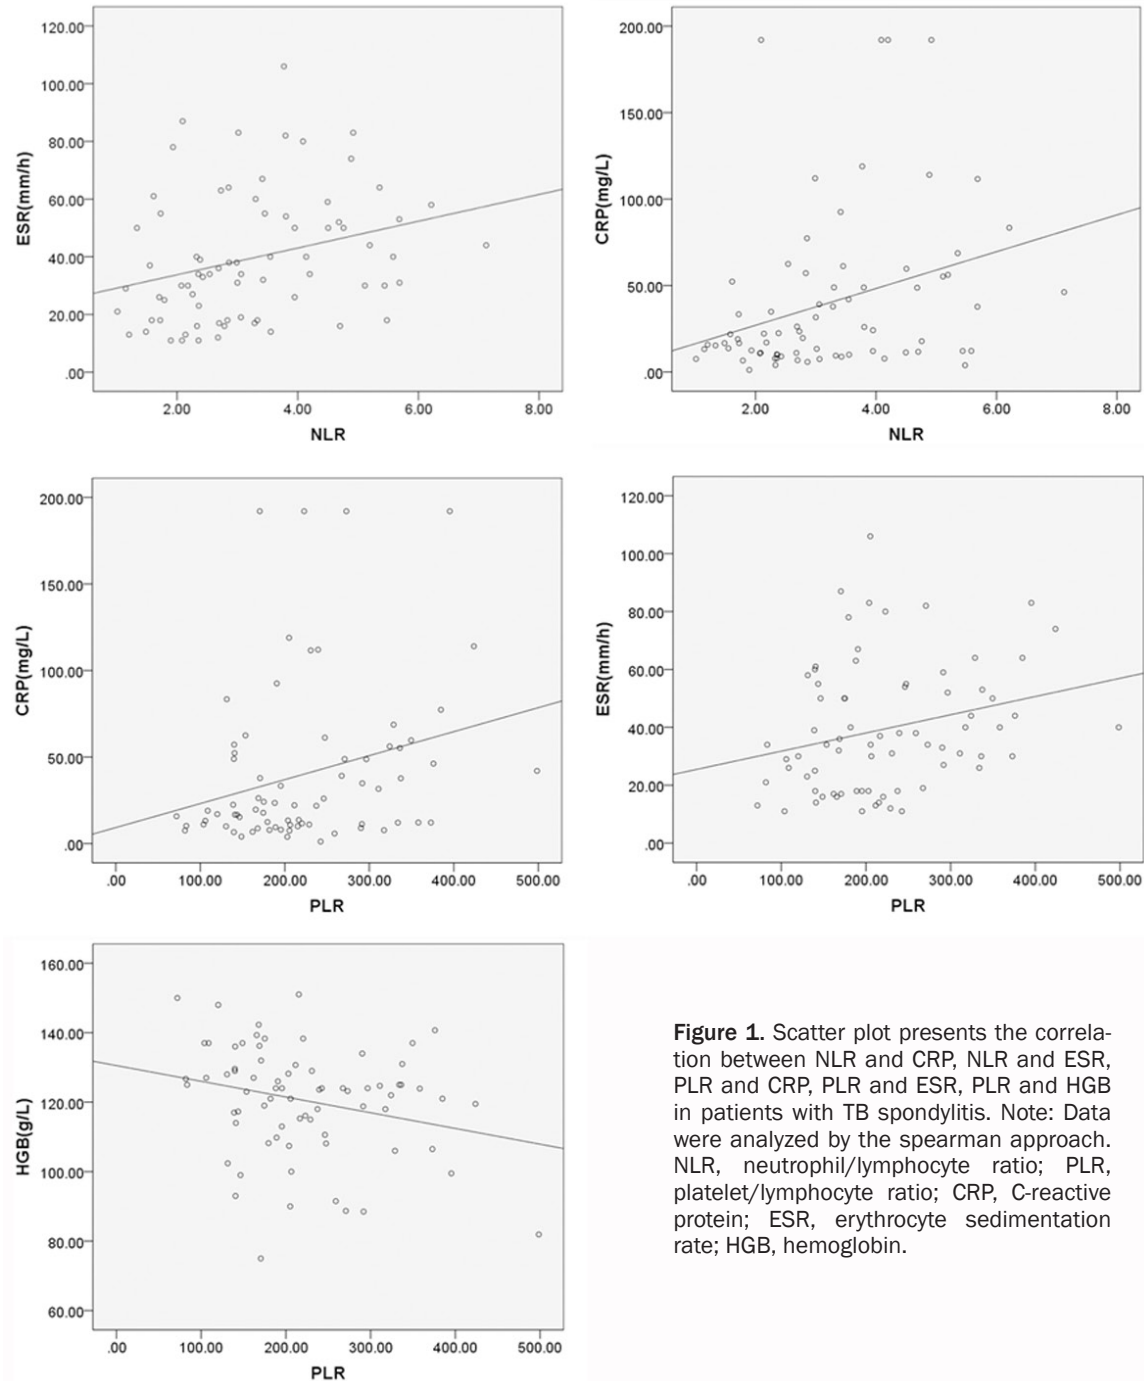 120.00
100.00
80.00
60.00
40.00
20.00
.00
ESR(mm/h)
2.00 4.00 6.00 8.00
NLR
200.00
150.00
100.00
50.00
.00
CRP(mg/L)
2.00 4.00 6.00 8.00
NLR
200.00
150.00
100.00
50.00
.00
CRP(mg/L)
.00 100.00 200.00 300.00 400.00 500.00
PLR
120.00
100.00
80.00
60.00
40.00
20.00
.00
ESR(mm/h)
.00 100.00 200.00 300.00 400.00 500.00
PLR
160.00
140.00
120.00
100.00
80.00
60.00
HGB(g/L)
.00 100.00 200.00 300.00 400.00 500.00
PLR
Figure 1. Scatter plot presents the correla-
tion between NLR and CRP, NLR and ESR,
PLR and CRP, PLR and ESR, PLR and HGB
in patients with TB spondylitis. Note: Data
were analyzed by the spearman approach.
NLR, neutrophil/lymphocyte ratio; PLR,
platelet/lymphocyte ratio; CRP, C-reactive
protein; ESR, erythrocyte sedimentation
rate; HGB, hemoglobin.